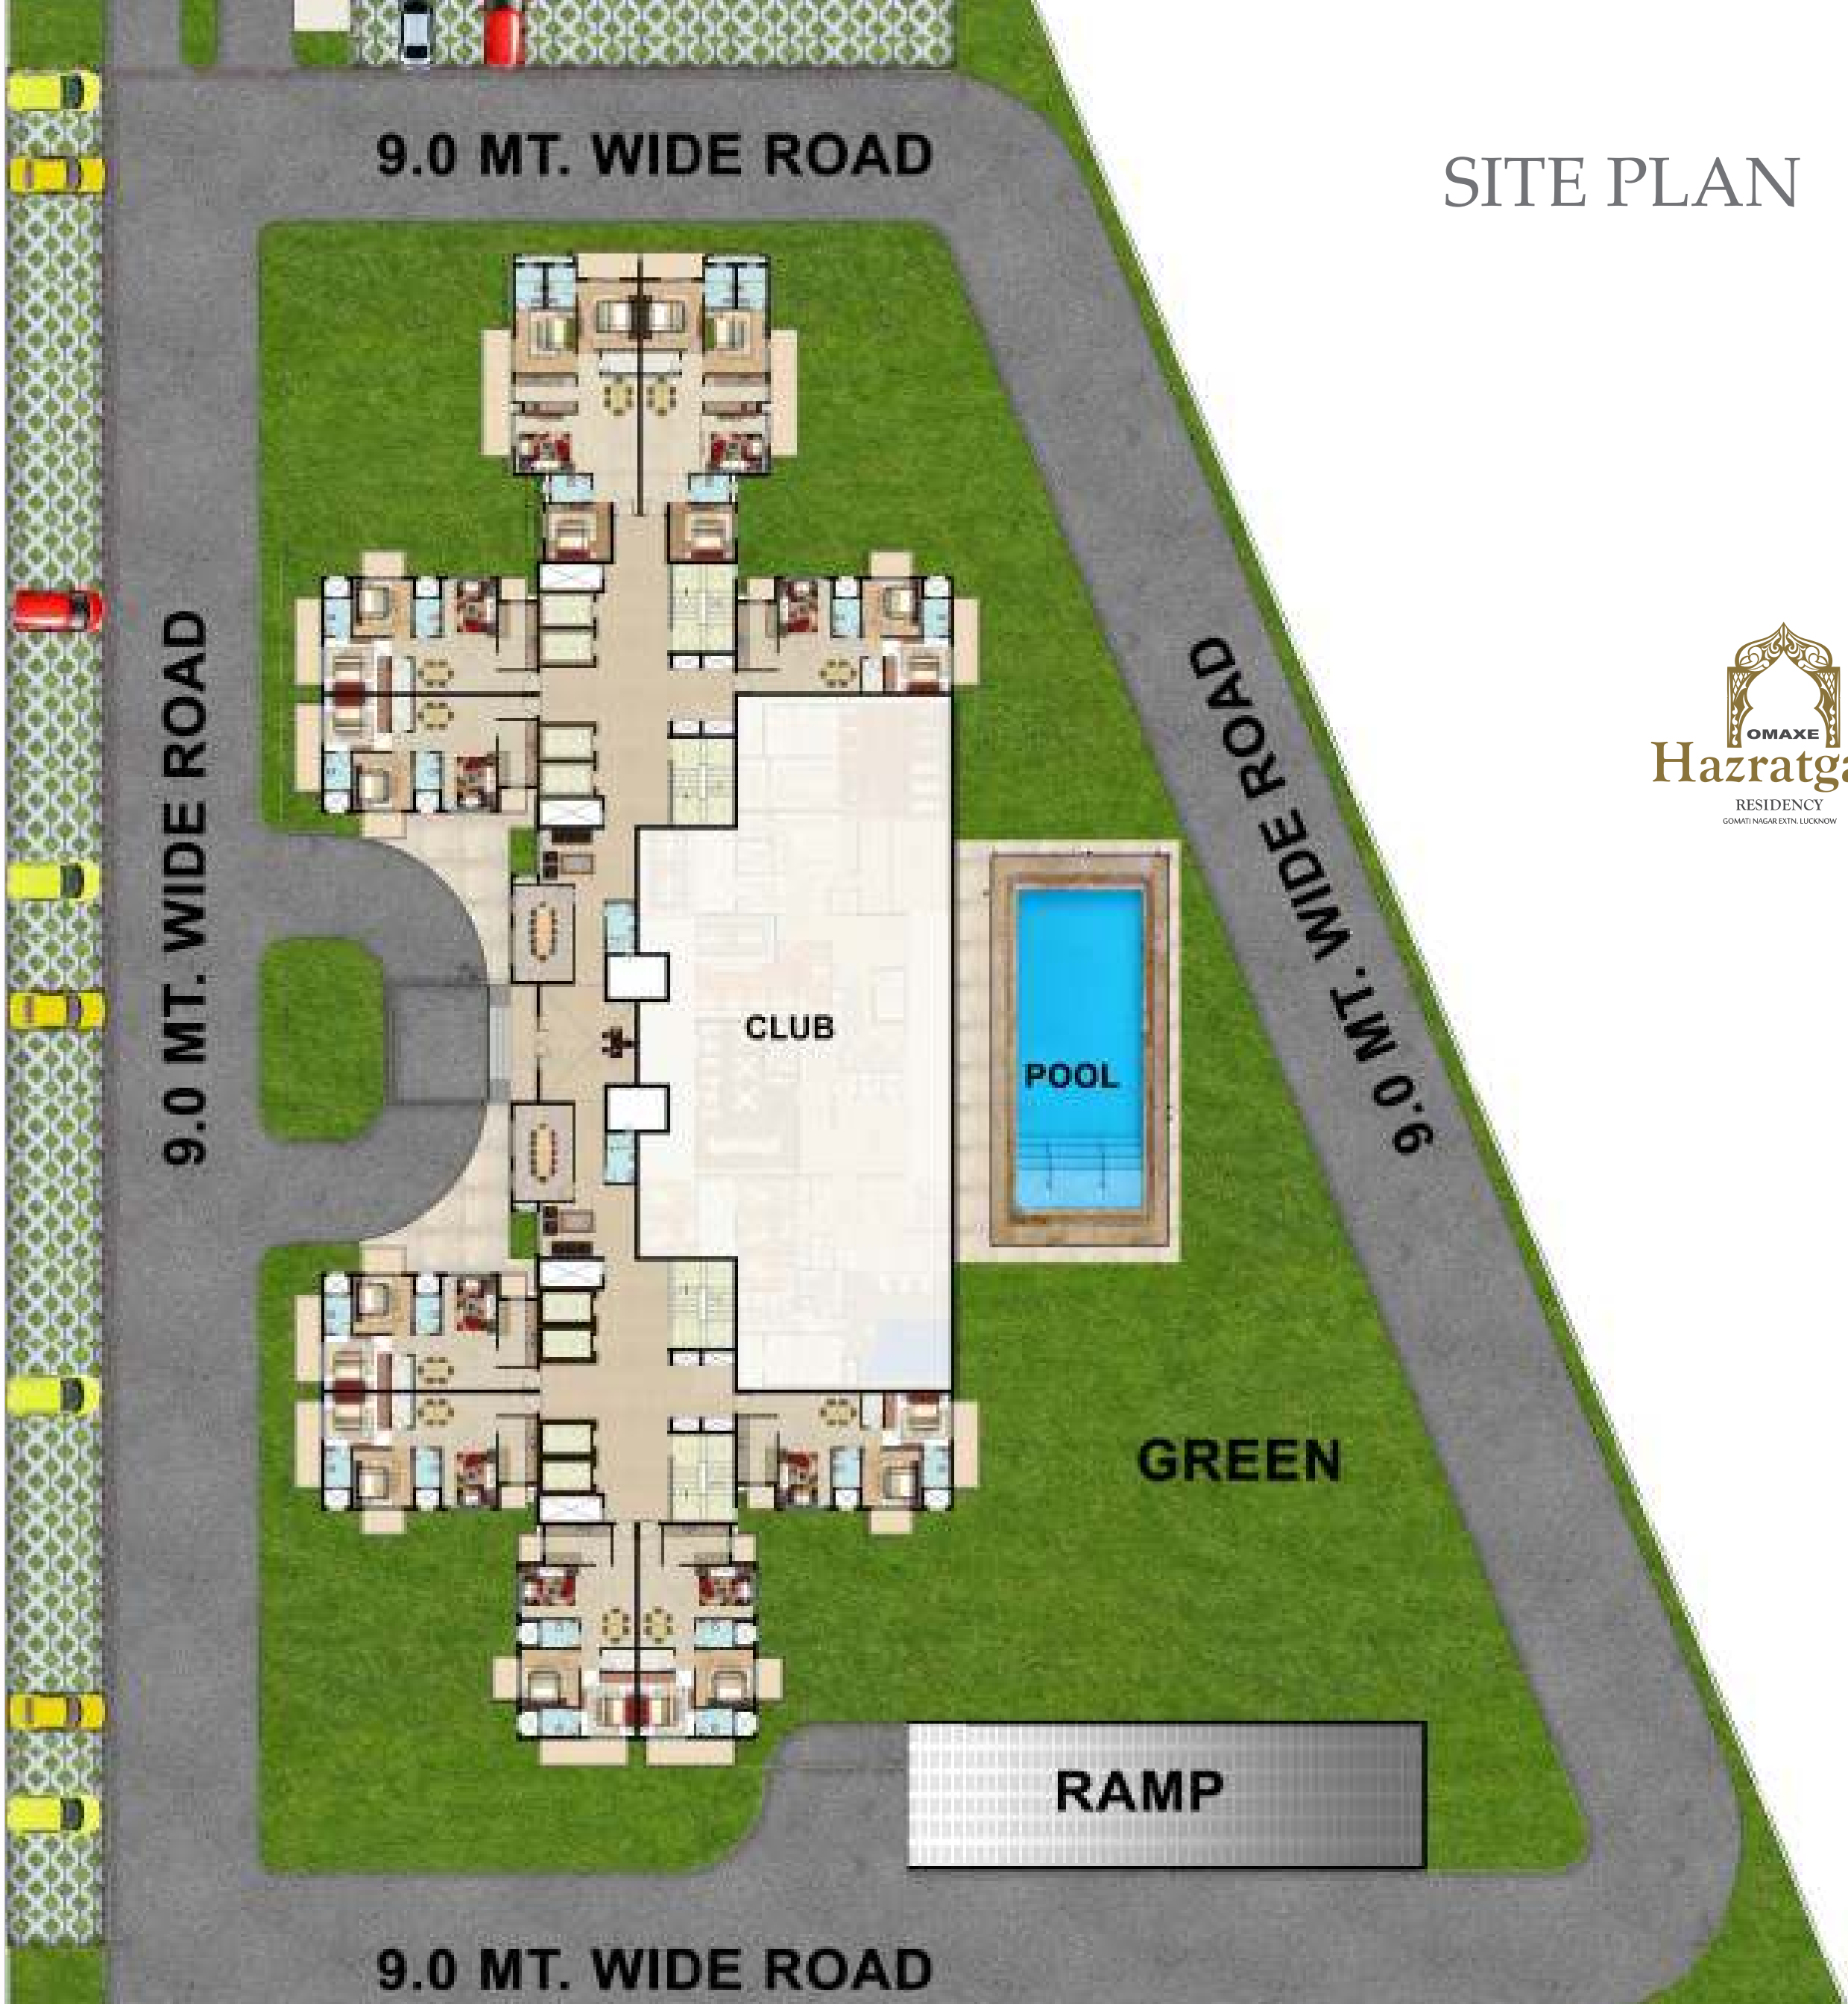 9.0 MT. WIDE ROAD
SITE PLAN
9.0 MT. WIDE ROAD
9.0 MT. WIDE ROAD
OMAXE
Hazratga
RESIDENCY
GOMATI NAGAR EXTN. LUCKNOW
CLUB
POOL
GREEN
RAMP
9.0 MT. WIDE ROAD